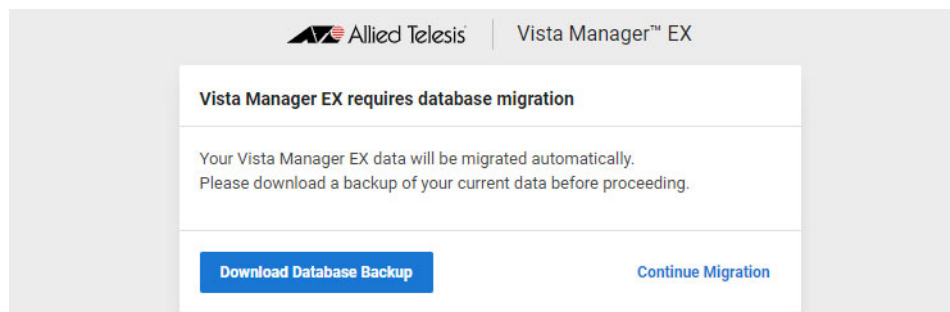 Allied Telesis Vista Manager™ EX
Vista Manager EX requires database migration
Your Vista Manager EX data will be migrated automatically.
Please download a backup of your current data before proceeding.
Download Database Backup Continue Migration